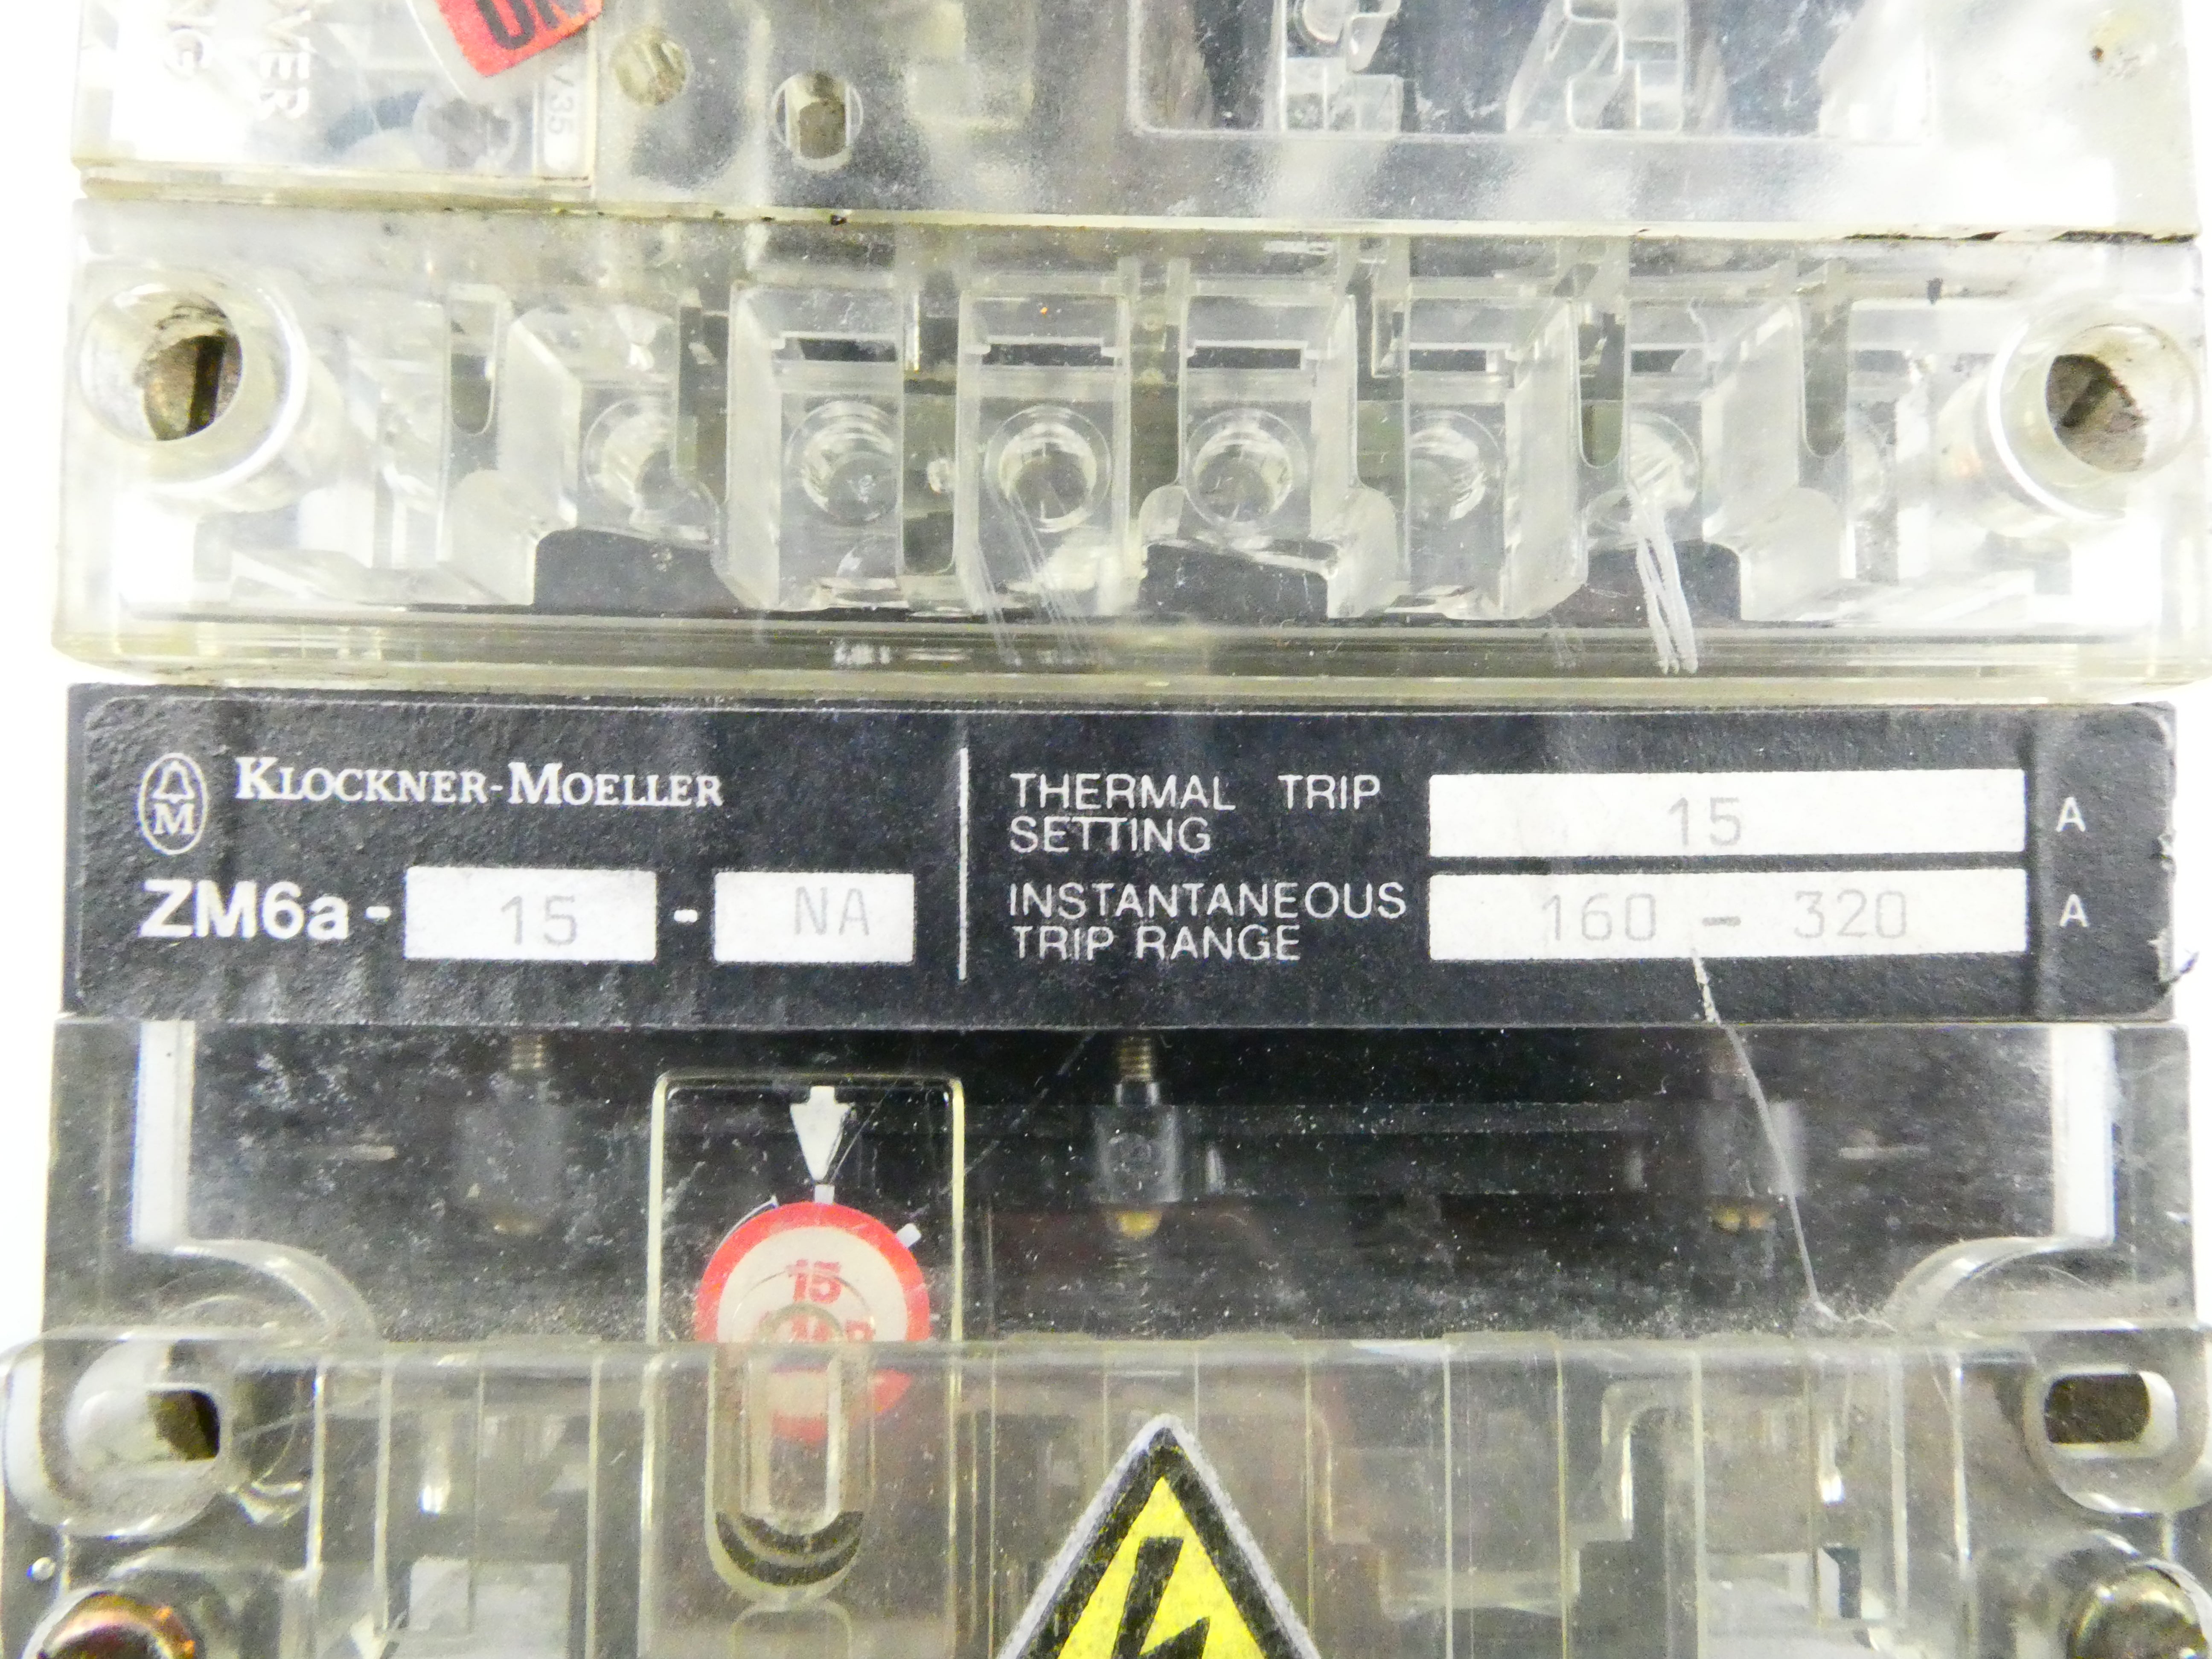 KLOCKNER-MOELLER
ZM6a - 15 - NA
THERMAL TRIP SETTING 15 A
INSTANTANEOUS TRIP RANGE 160 - 320 A
M
15